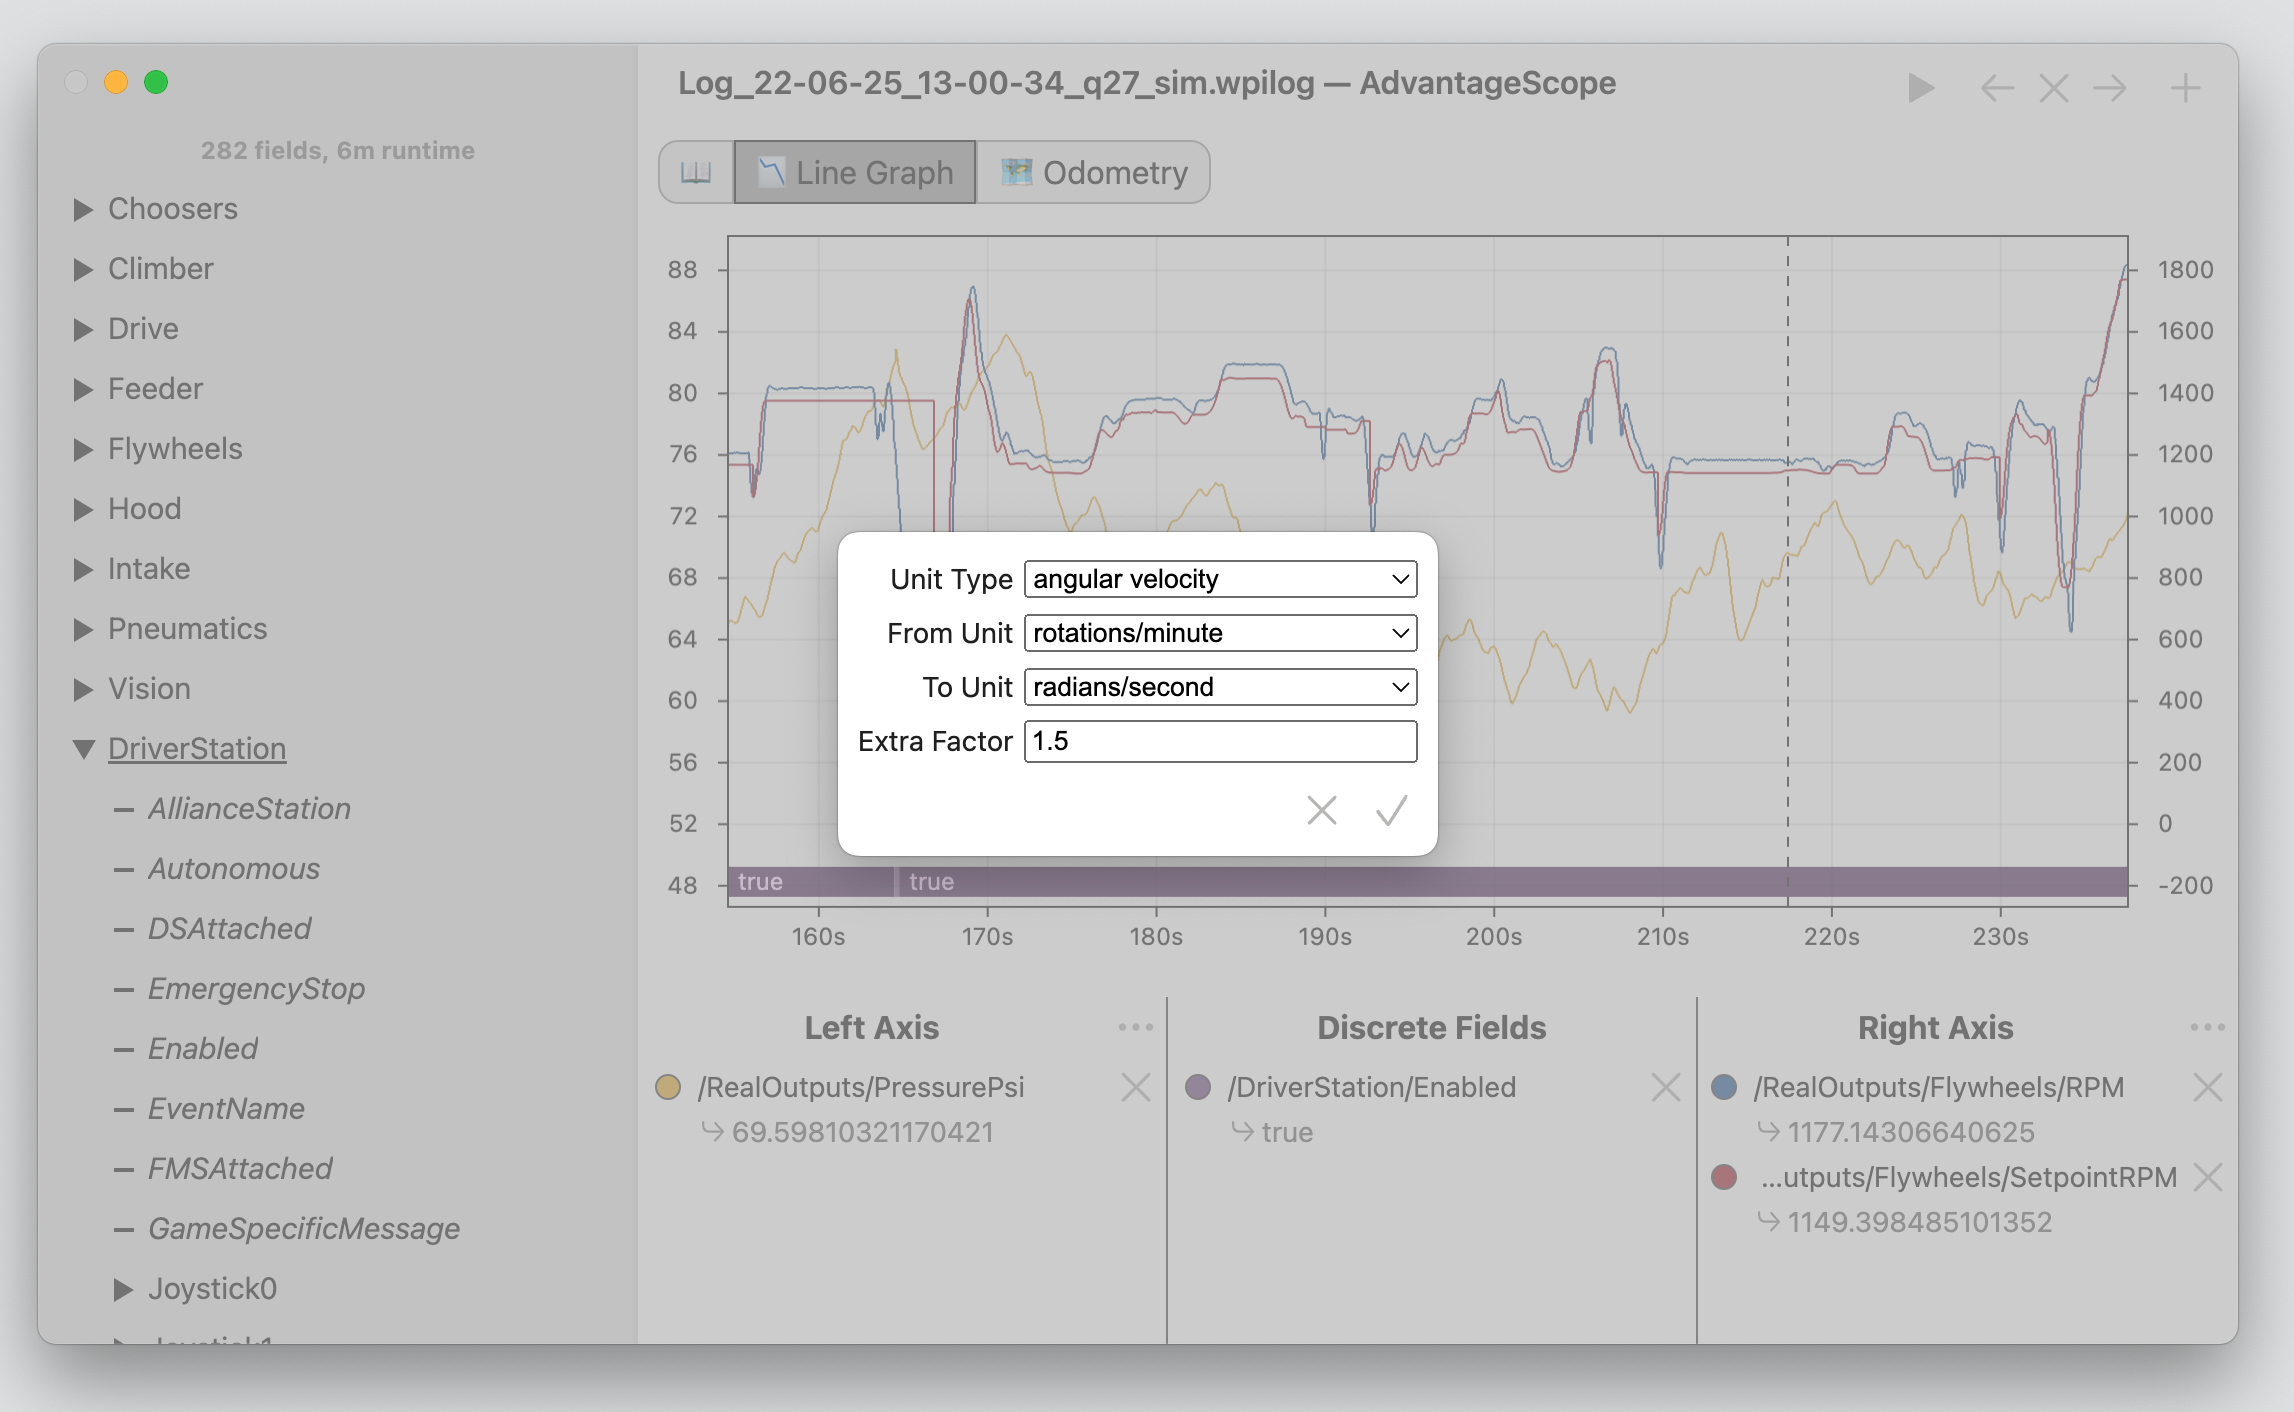 Log_22-06-25_13-00-34_q27_sim.wpilog — AdvantageScope
282 fields, 6m runtime
Choosers
Climber
Drive
Feeder
Flywheels
Hood
Intake
Pneumatics
Vision
DriverStation
AllianceStation
Autonomous
DSAttached
EmergencyStop
Enabled
EventName
FMSAttached
GameSpecificMessage
Joystick0
Line Graph
Odometry
88
84
80
76
72
68
64
60
56
52
48
1800
1600
1400
1200
1000
800
600
400
200
0
-200
true
true
160s
170s
180s
190s
200s
210s
220s
230s
Unit Type angular velocity
From Unit rotations/minute
To Unit radians/second
Extra Factor 1.5
Left Axis
/RealOutputs/PressurePsi
69.59810321170421
Discrete Fields
/DriverStation/Enabled
true
Right Axis
/RealOutputs/Flywheels/RPM
1177.14306640625
...utputs/Flywheels/SetpointRPM
1149.398485101352